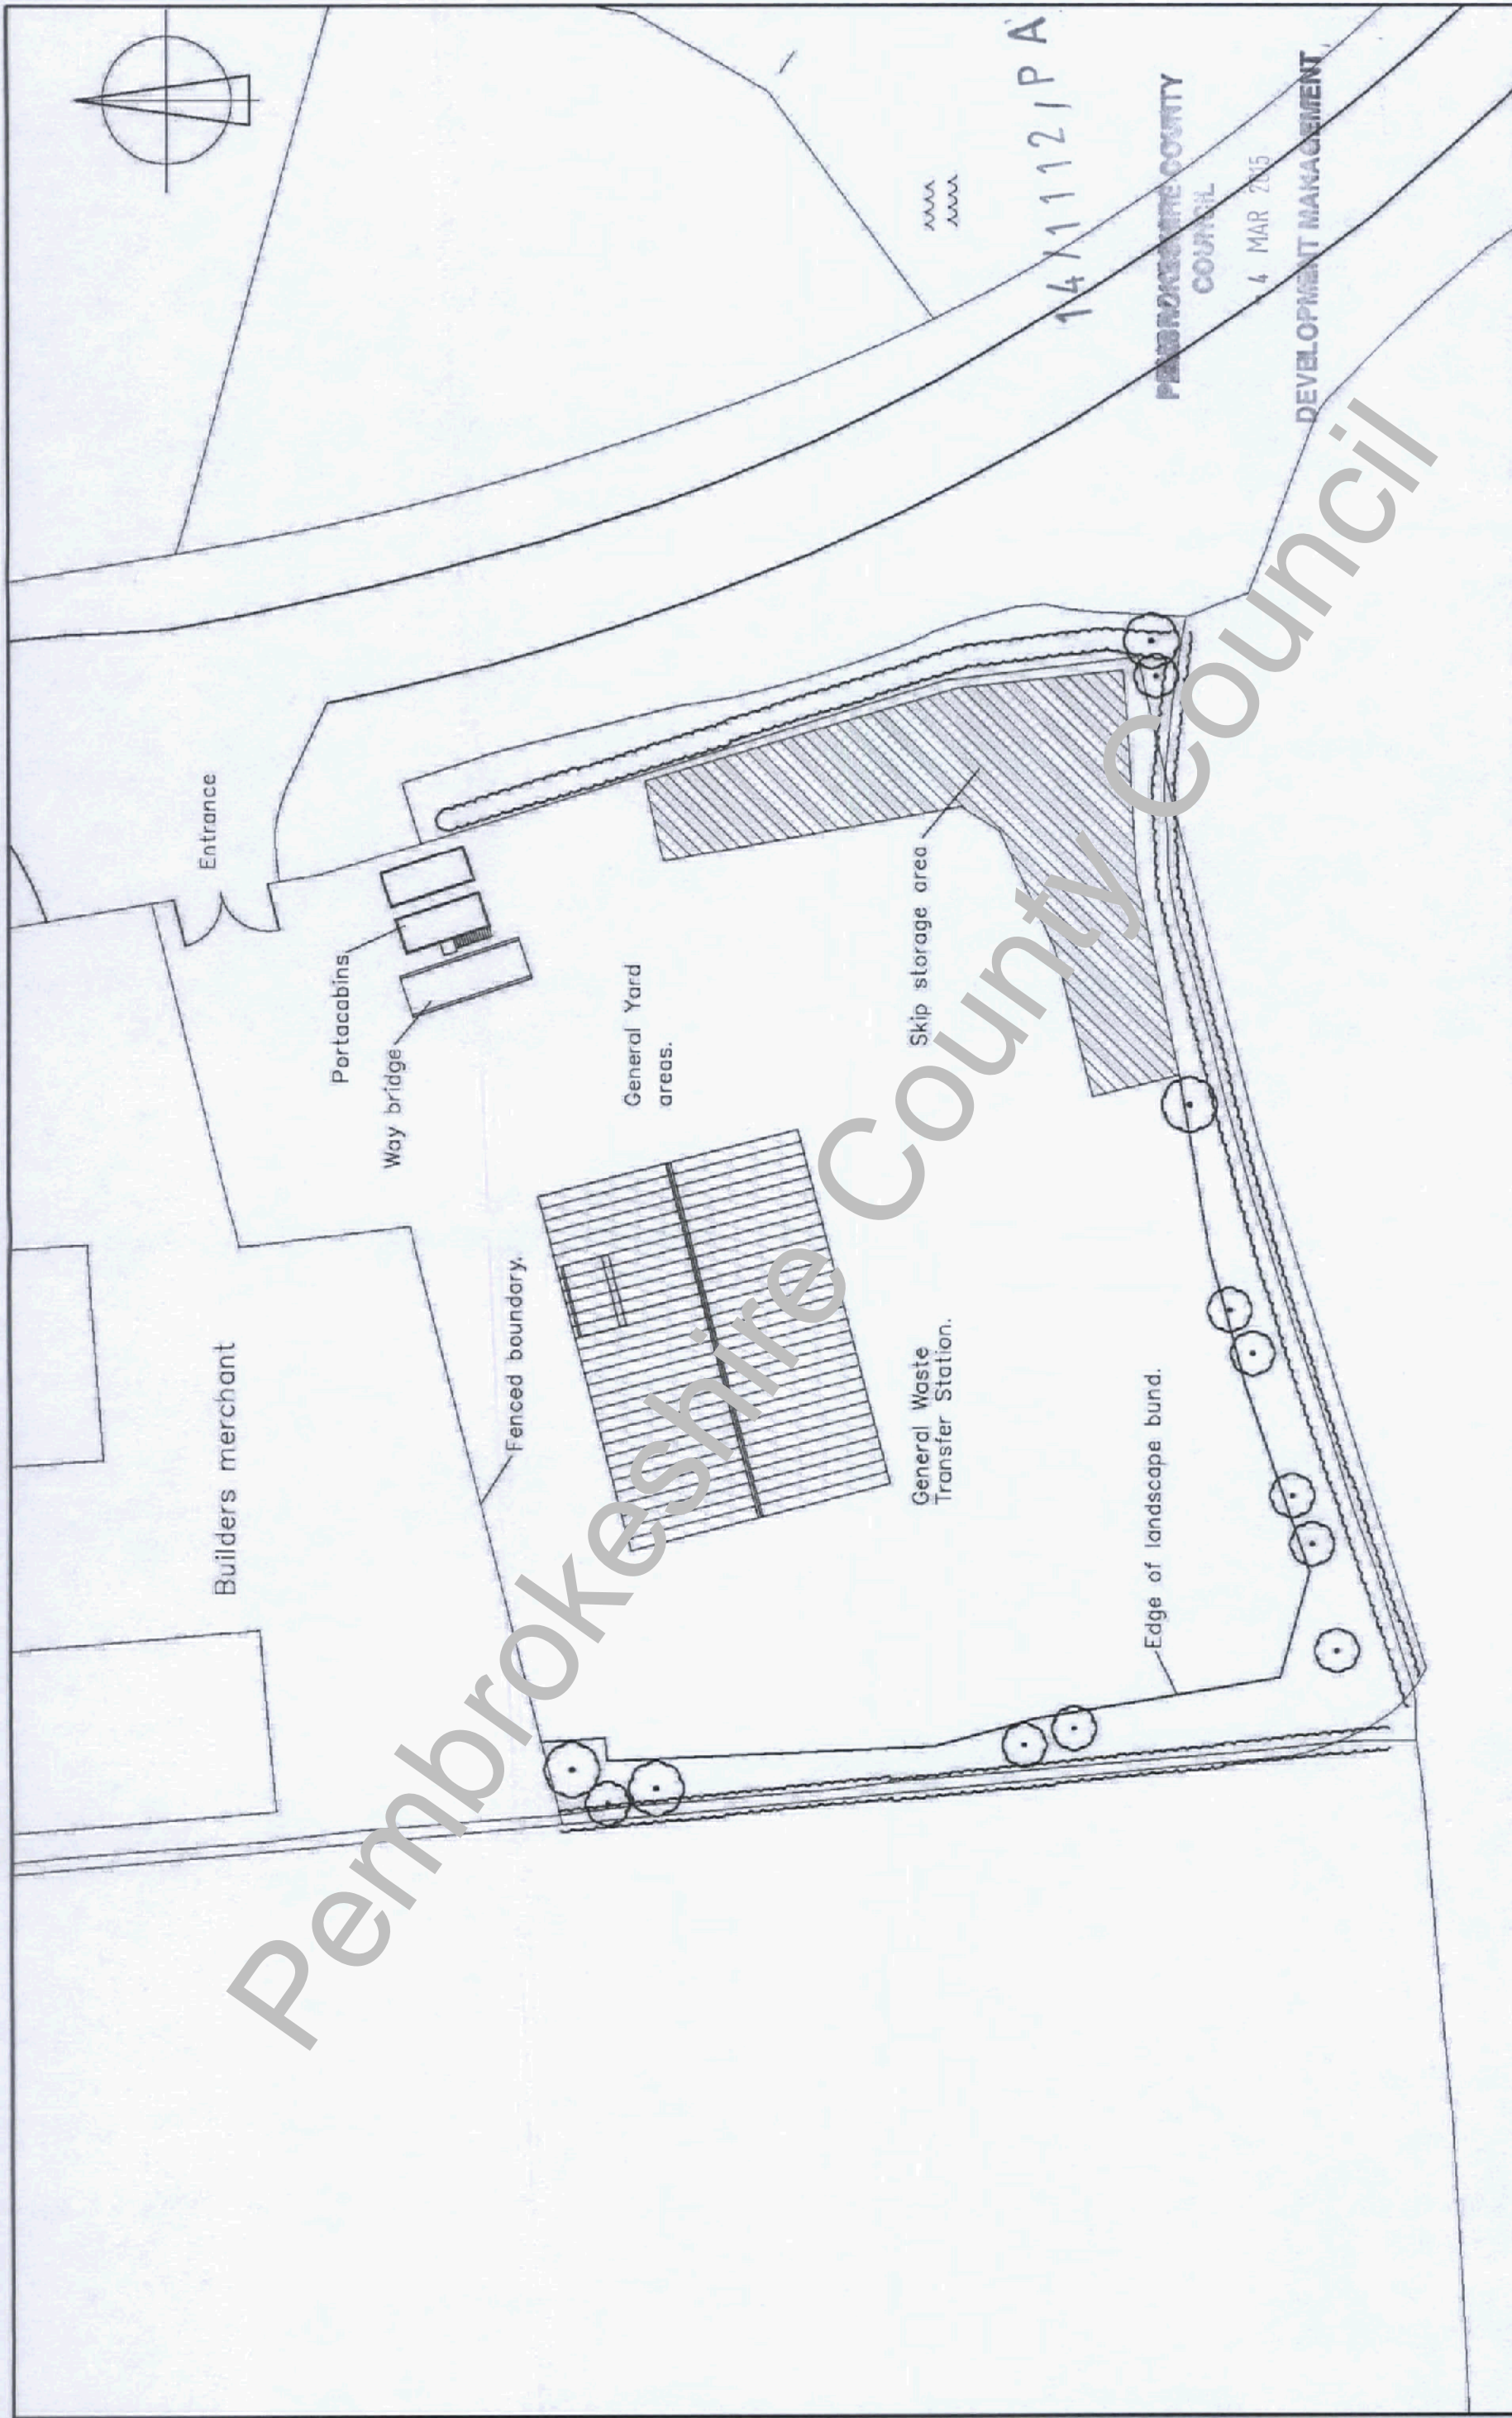 Builders merchant
Entrance
Portacabins
Way bridge
Fenced boundary.
General Yard
areas.
Skip storage area
General Waste
Transfer Station.
Edge of landscape bund.
14/1112/PA
PEMBROKESHIRE COUNTY
COUNCIL
4 MAR 2015
DEVELOPMENT MANAGEMENT
Pembrokeshire County Council